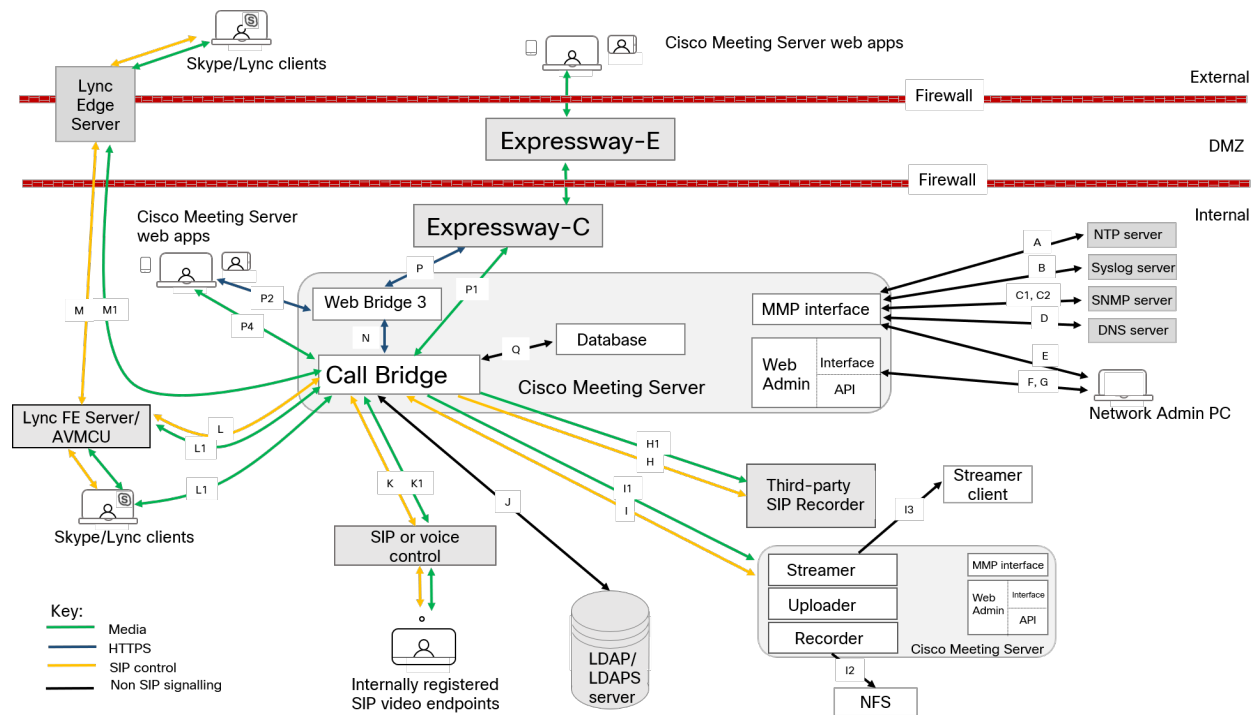 Skype/Lync clients
Cisco Meeting Server web apps
External
Lync
Edge
Server
Firewall
Expressway-E
DMZ
Firewall
Internal
Cisco Meeting Server
web apps
Expressway-C
A
NTP server
B
Syslog server
C1, C2
SNMP server
D
DNS server
P
P1
P2
P4
M
M1
Web Bridge 3
MMP interface
N
Q
Database
E
F, G
Web
Admin
Interface
API
Call Bridge
Cisco Meeting Server
Network Admin PC
Lync FE Server/
AVMCU
L
L1
L1
H1
H
K
K1
J
I1
I
Third-party
SIP Recorder
Streamer
client
I3
S
S
Skype/Lync clients
SIP or voice
control
Streamer
Uploader
Recorder
MMP interface
Web
Admin
Interface
API
Cisco Meeting Server
Key:
Media
HTTPS
SIP control
Non SIP signalling
Internally registered
SIP video endpoints
LDAP/
LDAPS
server
I2
NFS